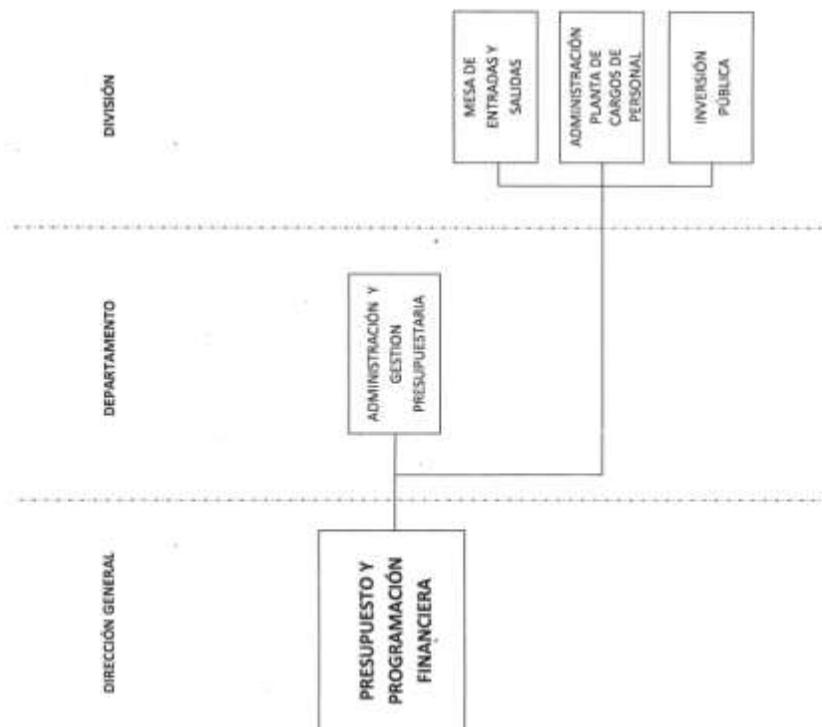 DIRECCIÓN GENERAL
DEPARTAMENTO
DIVISIÓN
PRESUPUESTO Y
PROGRAMACIÓN
FINANCIERA
ADMINISTRACIÓN Y
GESTION
PRESUPUESTARIA
MESA DE
ENTRADAS Y
SALIDAS
ADMINISTRACIÓN
PLANTA DE
CARGOS DE
PERSONAL
INVERSIÓN
PÚBLICA